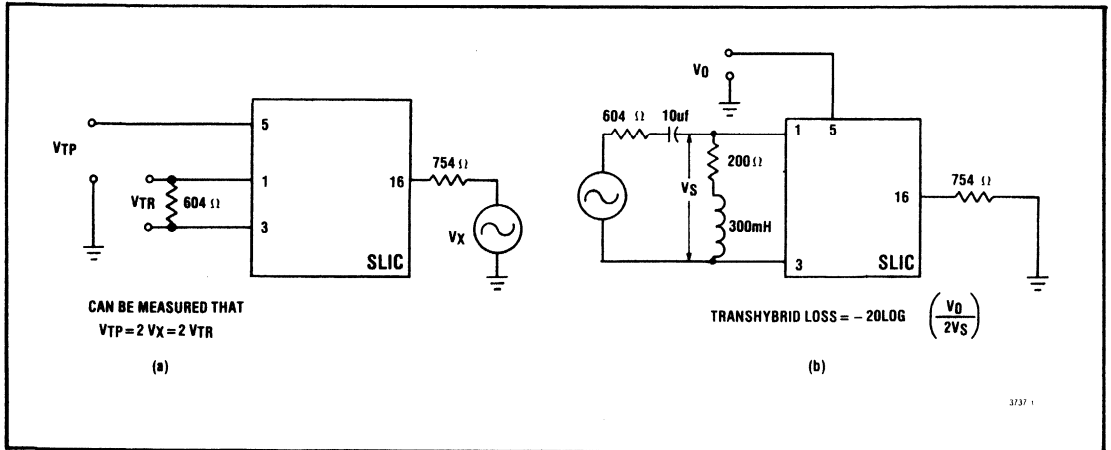 5
VTP
1
VTR
604 Ω
3
16
754 Ω
VX
SLIC
CAN BE MEASURED THAT
VTP=2 VX=2 VTR
(a)
V0
604 Ω
10uf
1
5
200Ω
VS
300mH
16
754 Ω
3
SLIC
TRANSHYBRID LOSS = – 20LOG (V0/2VS)
(b)